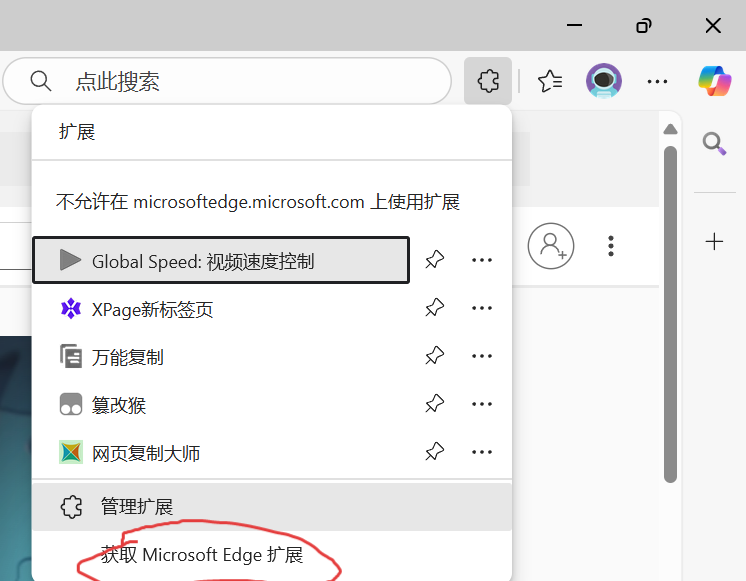 点此搜索
扩展
不允许在 microsoftedge.microsoft.com 上使用扩展
Global Speed: 视频速度控制
XPage新标签页
万能复制
篡改猴
网页复制大师
管理扩展
获取 Microsoft Edge 扩展